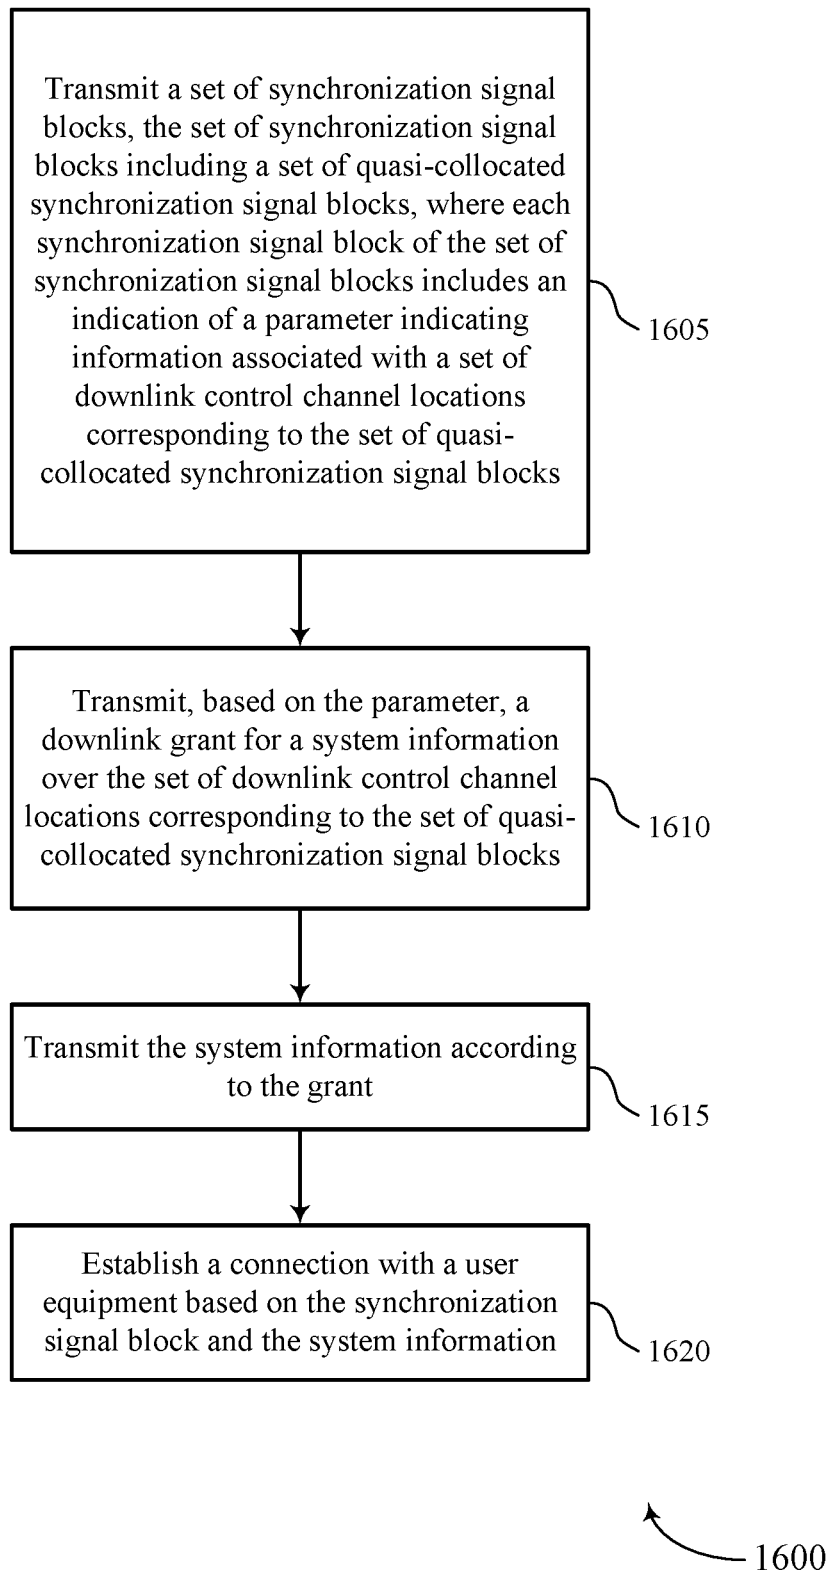 Transmit a set of synchronization signal
blocks, the set of synchronization signal
blocks including a set of quasi-collocated
synchronization signal blocks, where each
synchronization signal block of the set of
synchronization signal blocks includes an
indication of a parameter indicating
information associated with a set of
downlink control channel locations
corresponding to the set of quasi-
collocated synchronization signal blocks
1605
Transmit, based on the parameter, a
downlink grant for a system information
over the set of downlink control channel
locations corresponding to the set of quasi-
collocated synchronization signal blocks
1610
Transmit the system information according
to the grant
1615
Establish a connection with a user
equipment based on the synchronization
signal block and the system information
1620
1600